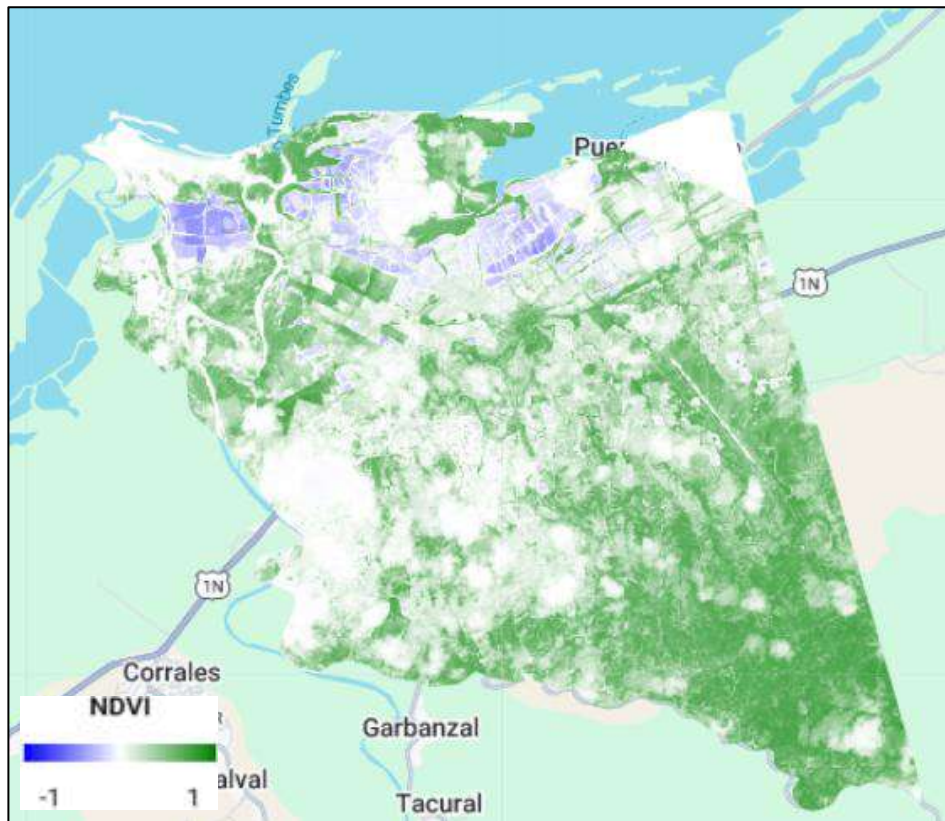 Tumbes
Puer
o
1N
1N
Corrales
NDVI
R
Garbanzal
alval
-1 1
Tacural